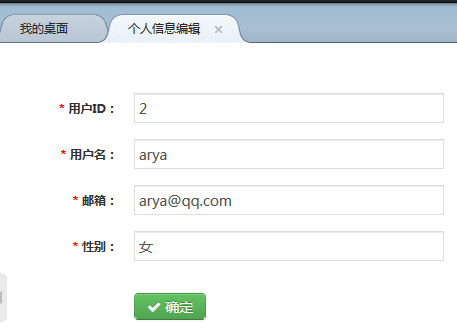 我的桌面 个人信息编辑 ×
* 用户ID： 2
* 用户名： arya
* 邮箱： arya@qq.com
* 性别： 女
✔ 确定